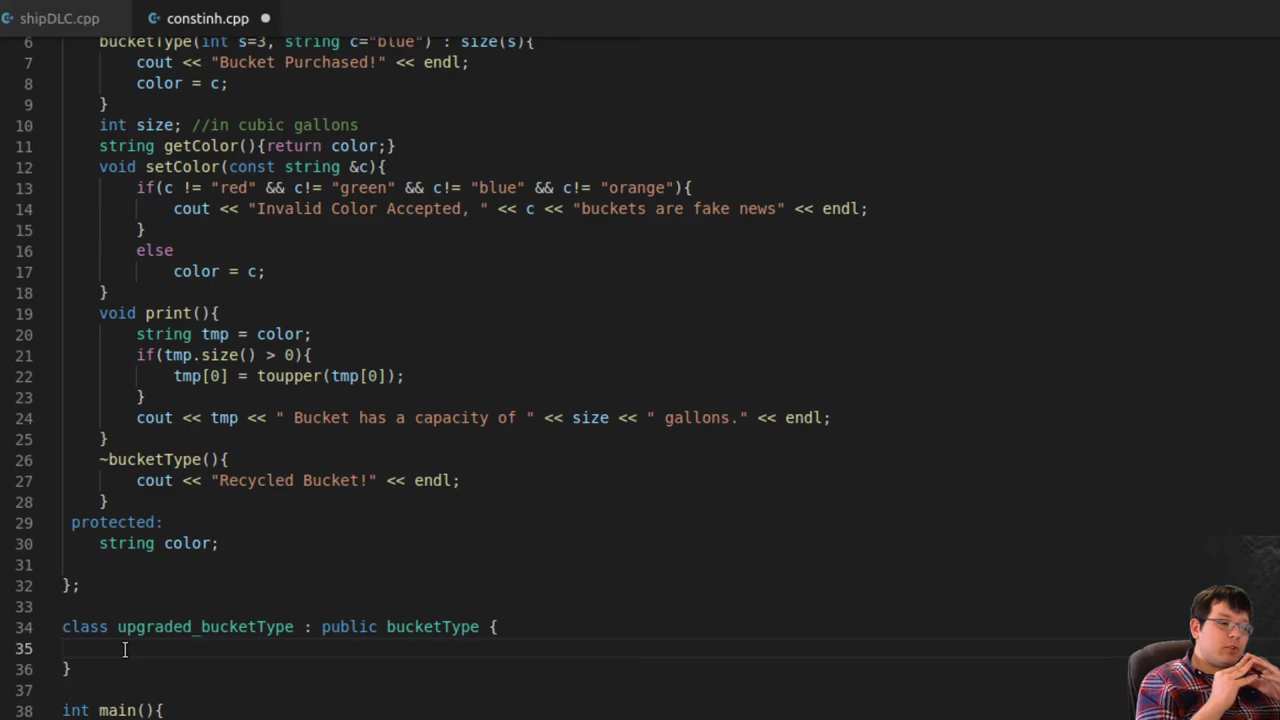 shipDLC.cpp constinh.cpp
6 bucketType(int s=3, string c="blue") : size(s){
7 cout << "Bucket Purchased!" << endl;
8 color = c;
9 }
10 int size; //in cubic gallons
11 string getColor(){return color;}
12 void setColor(const string &c){
13 if(c != "red" && c!= "green" && c!= "blue" && c!= "orange"){
14 cout << "Invalid Color Accepted, " << c << "buckets are fake news" << endl;
15 }
16 else
17 color = c;
18 }
19 void print(){
20 string tmp = color;
21 if(tmp.size() > 0){
22 tmp[0] = toupper(tmp[0]);
23 }
24 cout << tmp << " Bucket has a capacity of " << size << " gallons." << endl;
25 }
26 ~bucketType(){
27 cout << "Recycled Bucket!" << endl;
28 }
29 protected:
30 string color;
31
32 };
33
34 class upgraded_bucketType : public bucketType {
35
36 }
37
38 int main(){